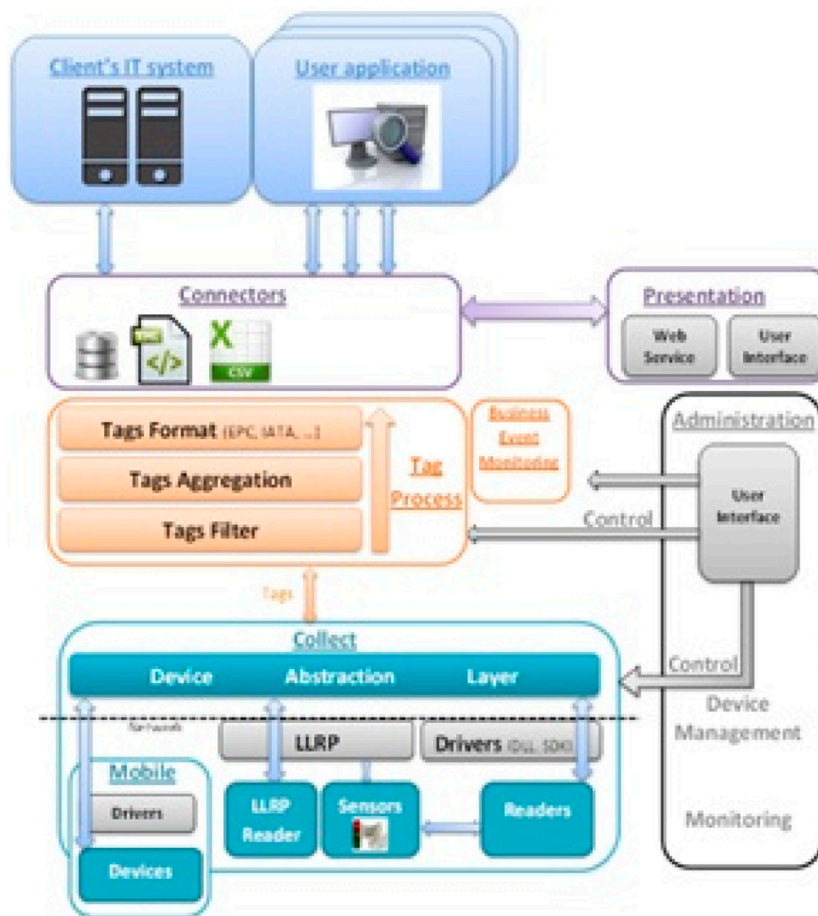 Client's IT system
User application
Connectors
CSV
Presentation
Web
Service
User
Interface
Tags Format (EPC, IATA, ...)
Tags Aggregation
Tags Filter
Tag
Process
Business
Event
Monitoring
Administration
User
Interface
Control
Tags
Collect
Device Abstraction Layer
Control
Device
Management
Monitoring
Network
LLRP
Drivers (DLL, SDK)
Mobile
Drivers
Devices
LLRP
Reader
Sensors
Readers